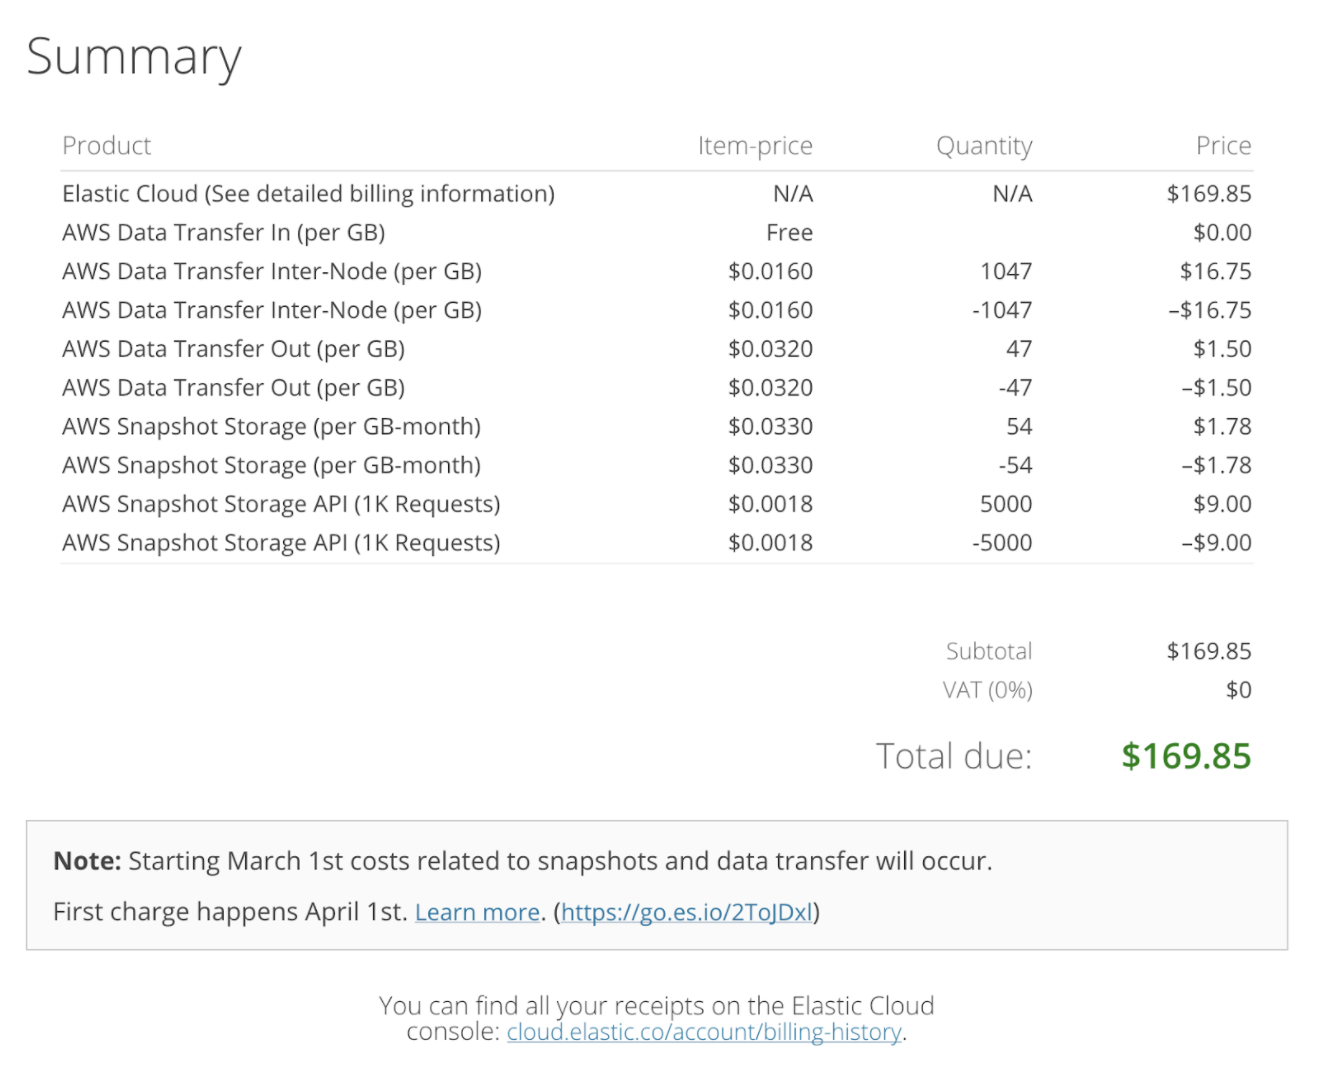 Summary
Product Item-price Quantity Price
Elastic Cloud (See detailed billing information) N/A N/A $169.85
AWS Data Transfer In (per GB) Free $0.00
AWS Data Transfer Inter-Node (per GB) $0.0160 1047 $16.75
AWS Data Transfer Inter-Node (per GB) $0.0160 -1047 –$16.75
AWS Data Transfer Out (per GB) $0.0320 47 $1.50
AWS Data Transfer Out (per GB) $0.0320 -47 –$1.50
AWS Snapshot Storage (per GB-month) $0.0330 54 $1.78
AWS Snapshot Storage (per GB-month) $0.0330 -54 –$1.78
AWS Snapshot Storage API (1K Requests) $0.0018 5000 $9.00
AWS Snapshot Storage API (1K Requests) $0.0018 -5000 –$9.00
Subtotal $169.85
VAT (0%) $0
Total due: $169.85
Note: Starting March 1st costs related to snapshots and data transfer will occur.
First charge happens April 1st. Learn more. (https://go.es.io/2ToJDxl)
You can find all your receipts on the Elastic Cloud
console: cloud.elastic.co/account/billing-history.